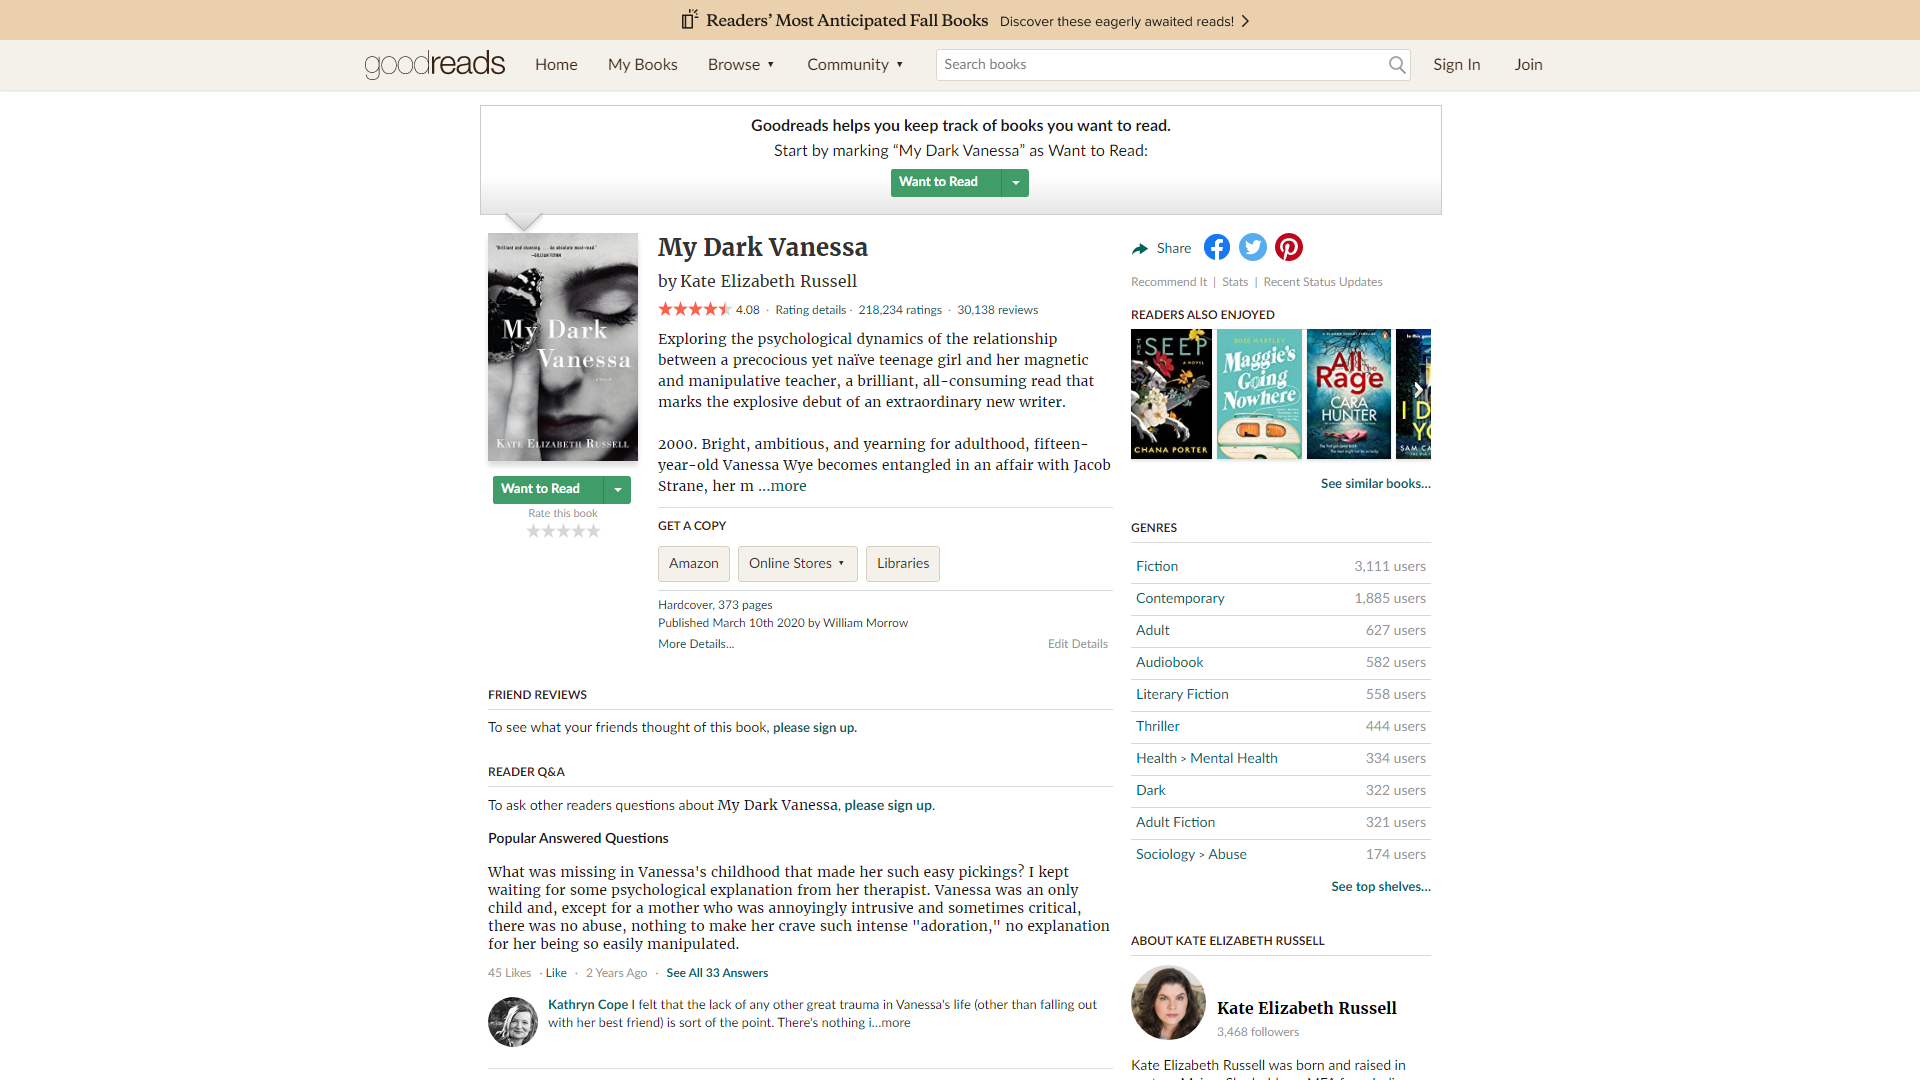 Readers' Most Anticipated Fall Books Discover these eagerly awaited reads!
goodreads Home My Books Browse ▾ Community ▾ Search books Sign In Join
Goodreads helps you keep track of books you want to read.
Start by marking “My Dark Vanessa” as Want to Read:
Want to Read
"Brilliant and stunning. . . . An absolute must-read."
—GILLIAN FLYNN
My Dark
Vanessa
a novel
KATE ELIZABETH RUSSELL
Want to Read
Rate this book
My Dark Vanessa
by Kate Elizabeth Russell
4.08 · Rating details · 218,234 ratings · 30,138 reviews
Exploring the psychological dynamics of the relationship
between a precocious yet naïve teenage girl and her magnetic
and manipulative teacher, a brilliant, all-consuming read that
marks the explosive debut of an extraordinary new writer.
2000. Bright, ambitious, and yearning for adulthood, fifteen-
year-old Vanessa Wye becomes entangled in an affair with Jacob
Strane, her m ...more
GET A COPY
Amazon Online Stores ▾ Libraries
Hardcover, 373 pages
Published March 10th 2020 by William Morrow
More Details... Edit Details
FRIEND REVIEWS
To see what your friends thought of this book, please sign up.
READER Q&A
To ask other readers questions about My Dark Vanessa, please sign up.
Popular Answered Questions
What was missing in Vanessa's childhood that made her such easy pickings? I kept
waiting for some psychological explanation from her therapist. Vanessa was an only
child and, except for a mother who was annoyingly intrusive and sometimes critical,
there was no abuse, nothing to make her crave such intense "adoration," no explanation
for her being so easily manipulated.
45 Likes · Like · 2 Years Ago · See All 33 Answers
Kathryn Cope I felt that the lack of any other great trauma in Vanessa's life (other than falling out
with her best friend) is sort of the point. There's nothing i…more
Share
Recommend It | Stats | Recent Status Updates
READERS ALSO ENJOYED
THE
SEEP
A NOVEL
CHANA PORTER
ROSE HARTLEY
Maggie's
Going
Nowhere
All
The
Rage
CARA
HUNTER
I D
YO
SAM CA
See similar books…
GENRES
Fiction 3,111 users
Contemporary 1,885 users
Adult 627 users
Audiobook 582 users
Literary Fiction 558 users
Thriller 444 users
Health > Mental Health 334 users
Dark 322 users
Adult Fiction 321 users
Sociology > Abuse 174 users
See top shelves…
ABOUT KATE ELIZABETH RUSSELL
Kate Elizabeth Russell
3,468 followers
Kate Elizabeth Russell was born and raised in